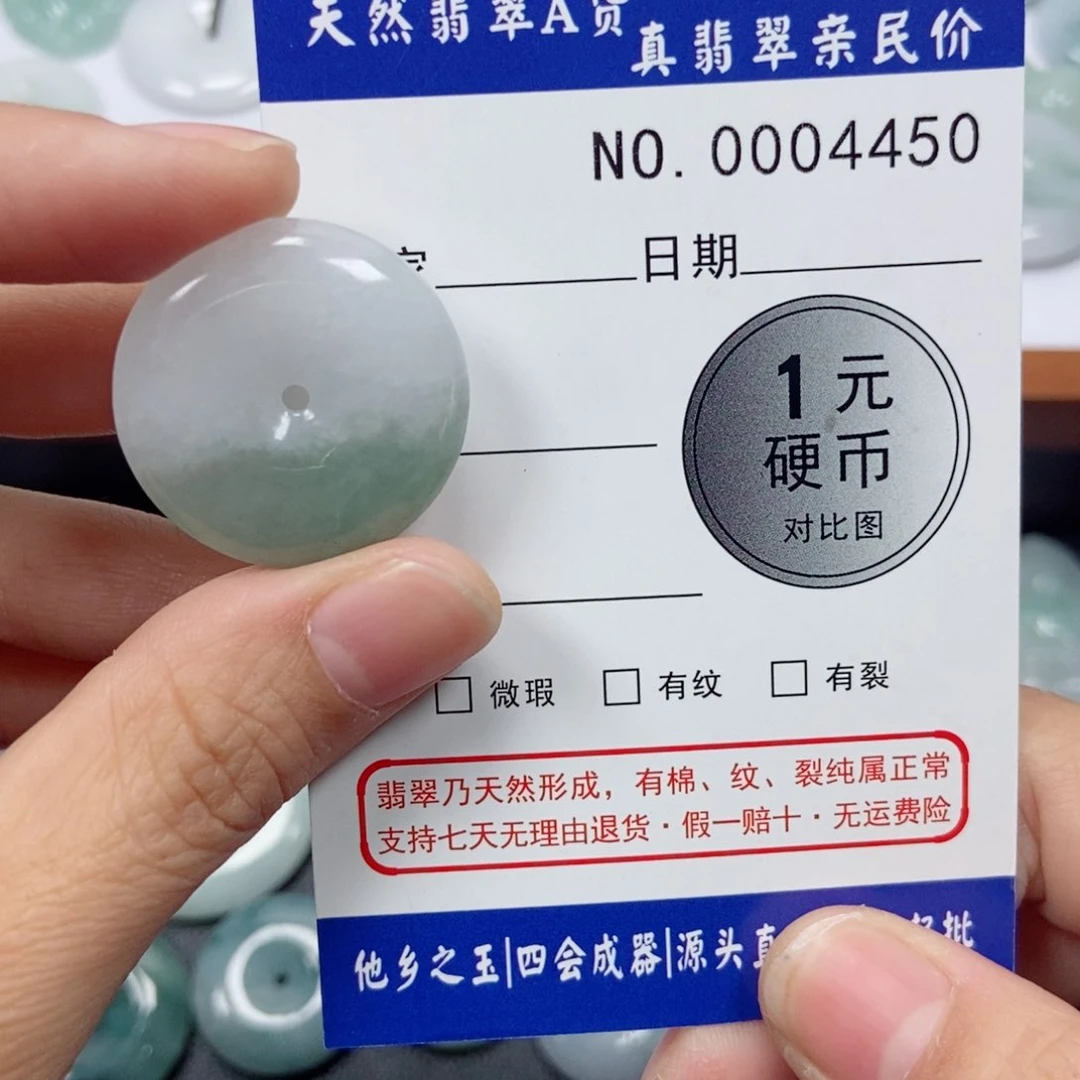 天然翡翠A货
真翡翠亲民价
NO. 0004450
日期
1元
硬币
对比图
□ 微瑕 □ 有纹 □ 有裂
翡翠乃天然形成，有棉、纹、裂纯属正常
支持七天无理由退货·假一赔十·无运费险
他乡之玉|四会成器|源头真
批